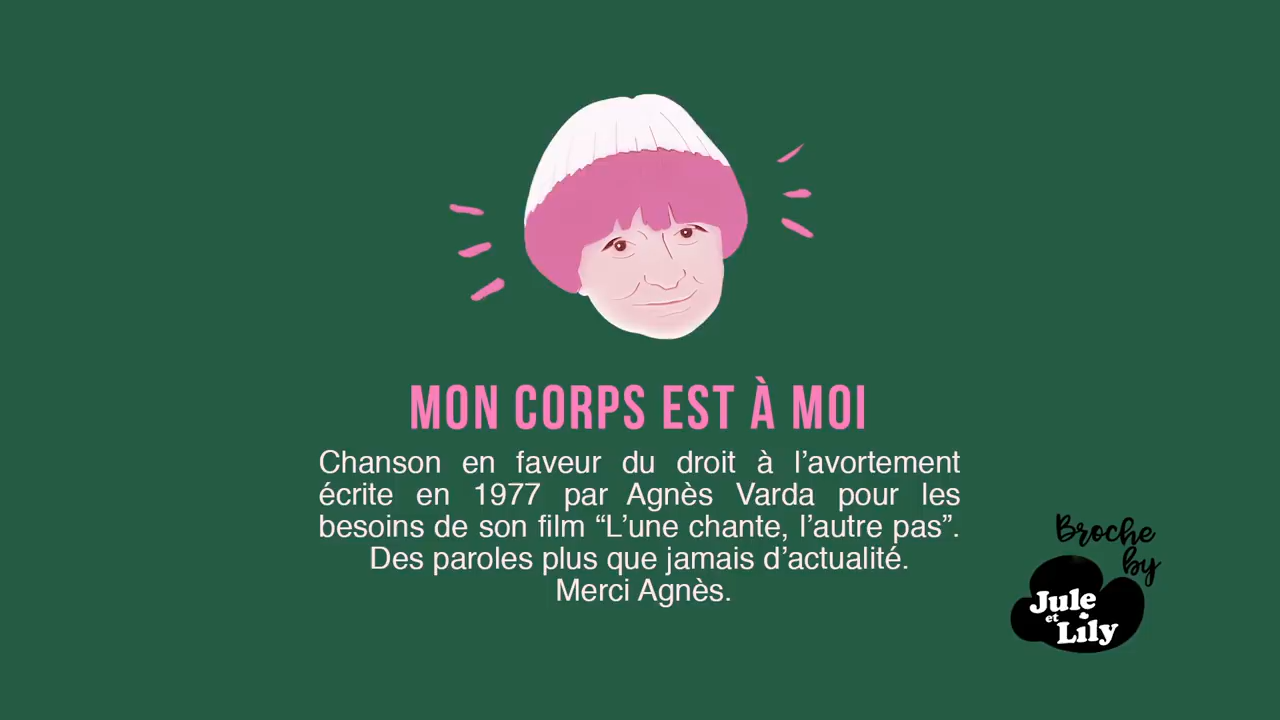 MON CORPS EST À MOI
Chanson en faveur du droit à l’avortement
écrite en 1977 par Agnès Varda pour les
besoins de son film “L’une chante, l’autre pas”.
Des paroles plus que jamais d’actualité.
Merci Agnès.
Broche
by
Jule
et
Lily